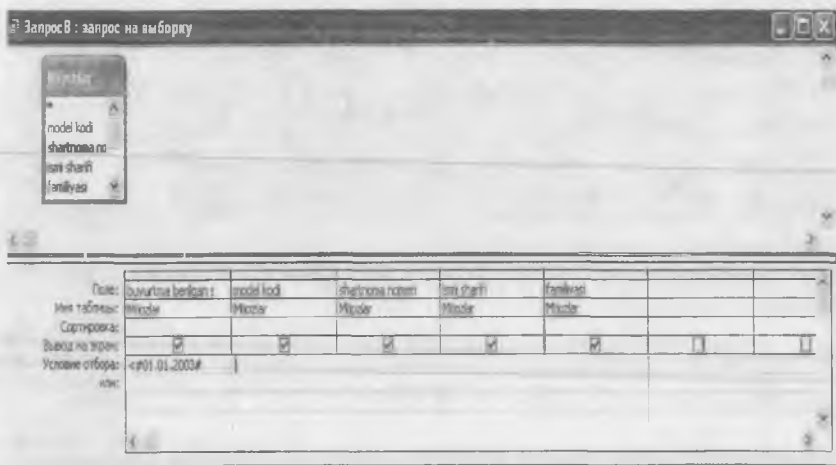 Запрос8 : запрос на выборку
*
model kodi
shartnoma no
ismi sharifi
familiyasi
Поле: buyurtma berilgan s model kodi shartnoma nomeri ismi sharifi familiyasi
Имя таблицы: Mijozlar Mijozlar Mijozlar Mijozlar Mijozlar
Сортировка:
Вывод на экран:
Условие отбора: <#01.01.2003#
или: